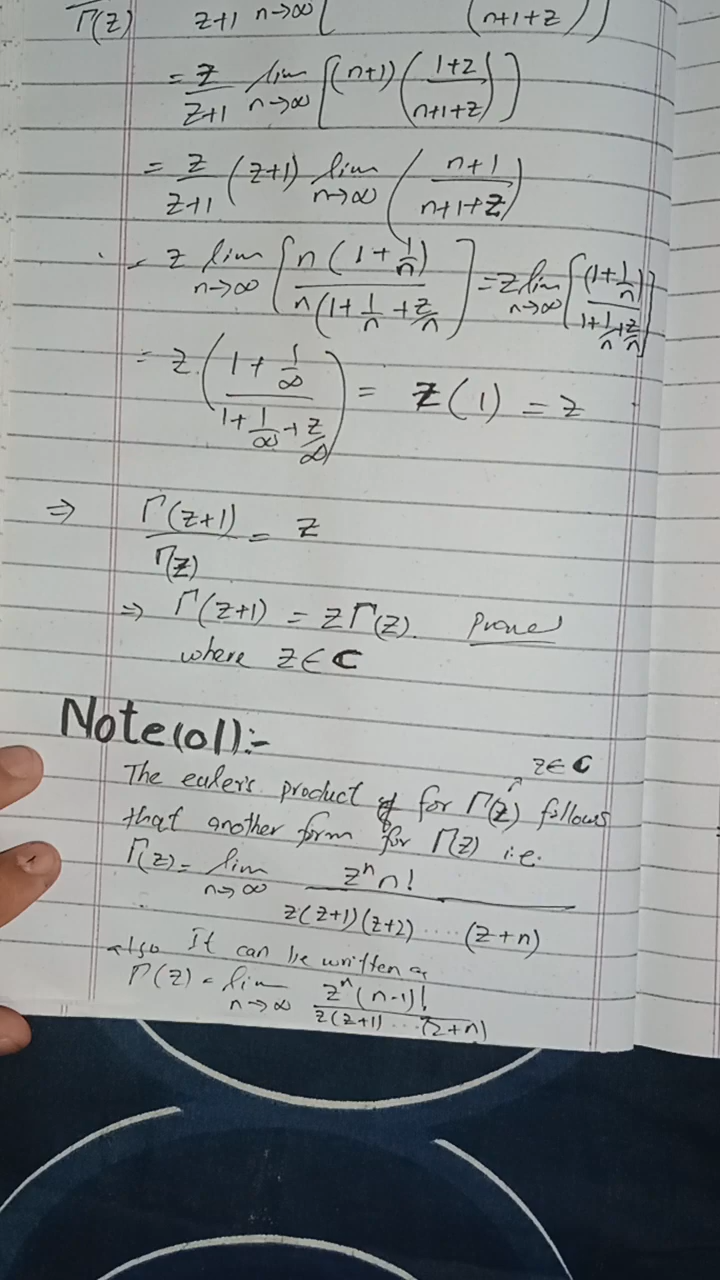 Γ(z) z+1 n→∞ [ (n+1+z) ) ]
= z/(z+1) lim n→∞ [(n+1) ( (1+z)/(n+1+z) ) ]
= z/(z+1) (z+1) lim n→∞ ( (n+1)/(n+1+z) )
= z lim n→∞ [ n(1+1/n) / n(1+1/n+z/n) ] = z lim n→∞ [ (1+1/n) / 1+1/n+z/n ]
= z ( (1+1/∞) / (1+1/∞+z/∞) ) = z(1) = z
⇒ Γ(z+1)/Γ(z) = z
⇒ Γ(z+1) = zΓ(z). Proved
where z∈C
Note(01):-
z∈C
The euler's product for Γ(z) follows
that another form for Γ(z) i.e.
Γ(z) = lim n→∞ z^n n! / z(z+1)(z+2)....(z+n)
also It can be written as
Γ(z) = lim n→∞ z^n (n-1)! / z(z+1)...(z+n)